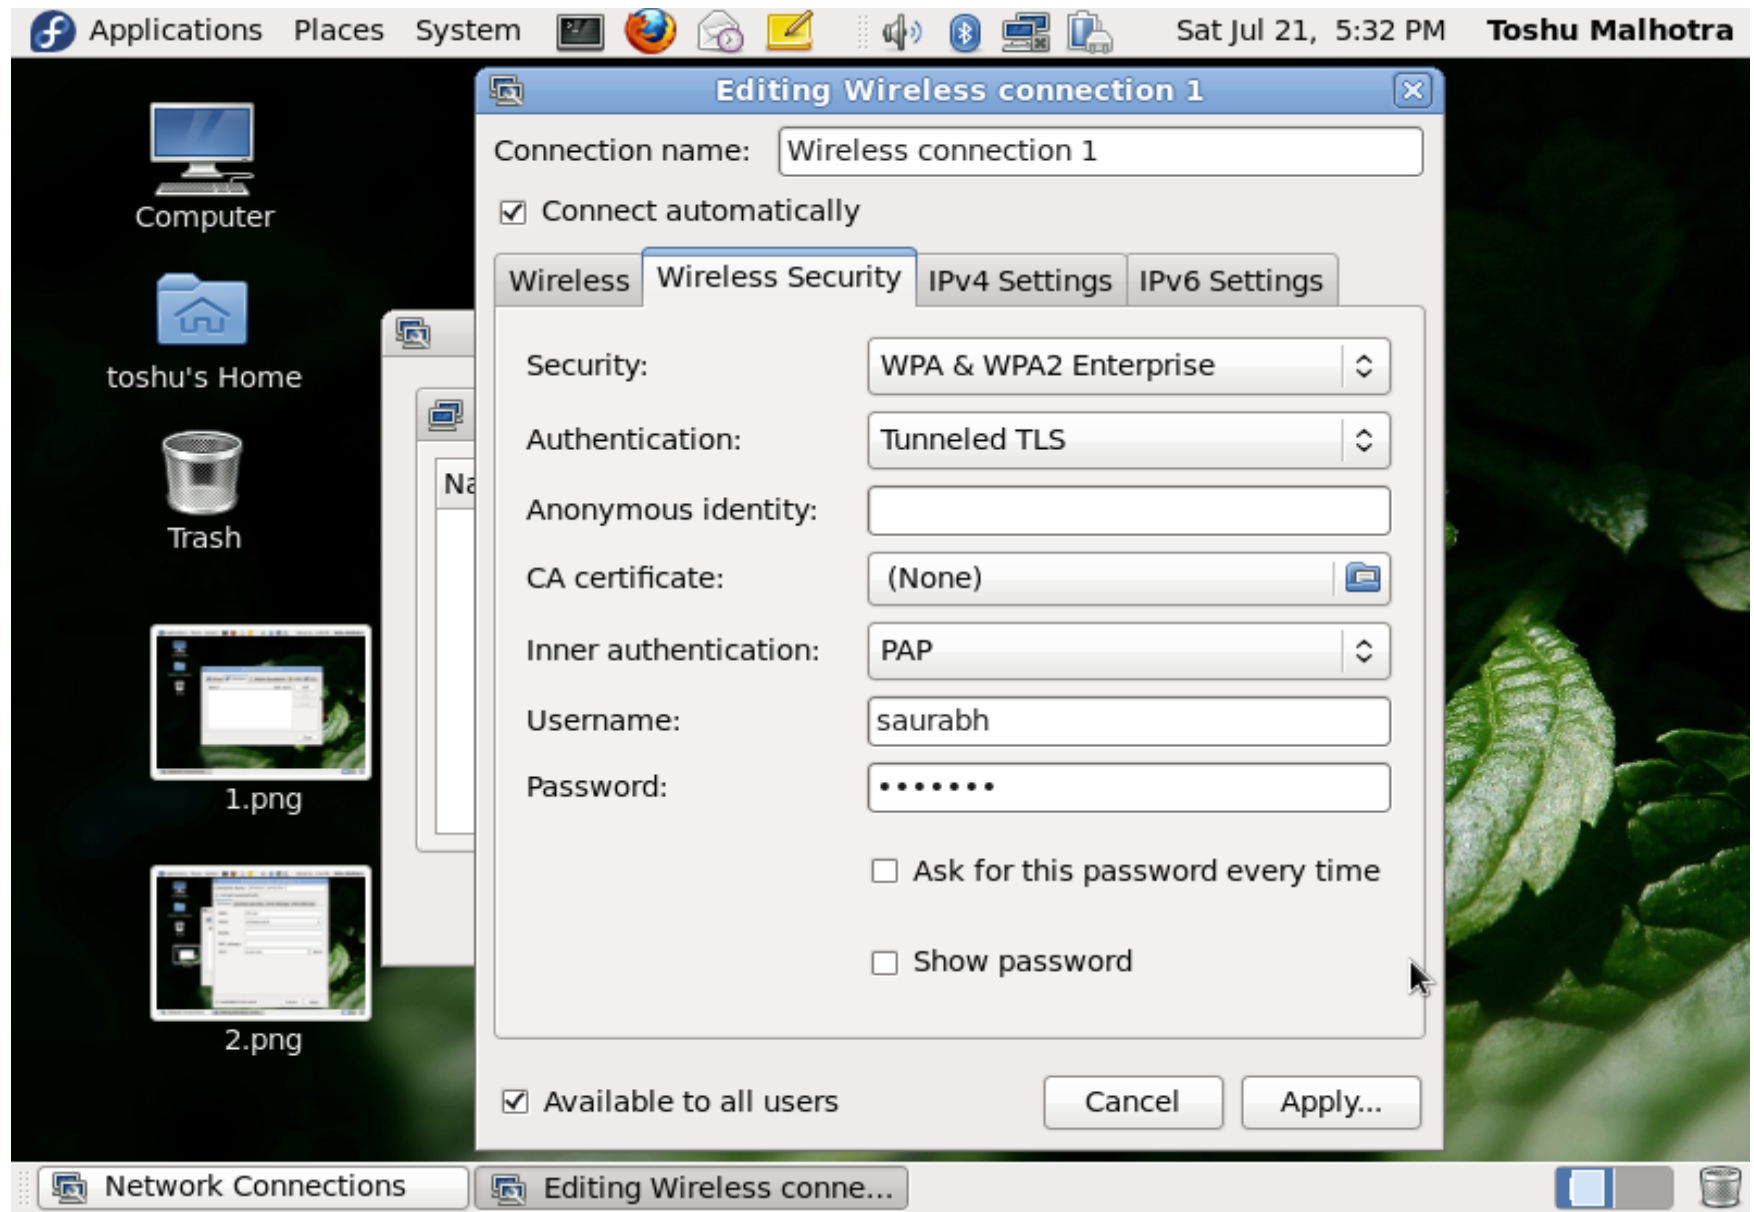 Applications Places System Sat Jul 21, 5:32 PM Toshu Malhotra
Computer
toshu's Home
Trash
1.png
2.png
Na
Editing Wireless connection 1
Connection name: Wireless connection 1
Connect automatically
Wireless Wireless Security IPv4 Settings IPv6 Settings
Security: WPA & WPA2 Enterprise
Authentication: Tunneled TLS
Anonymous identity:
CA certificate: (None)
Inner authentication: PAP
Username: saurabh
Password: •••••••
Ask for this password every time
Show password
Available to all users Cancel Apply...
Network Connections Editing Wireless conne...